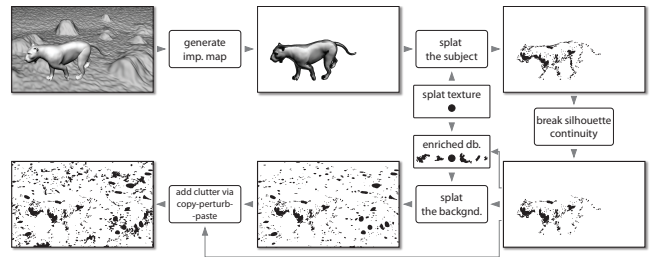 generate
imp. map
splat
the subject
splat texture
break silhouette
continuity
enriched db.
splat
the backgnd.
add clutter via
copy-perturb-
-paste